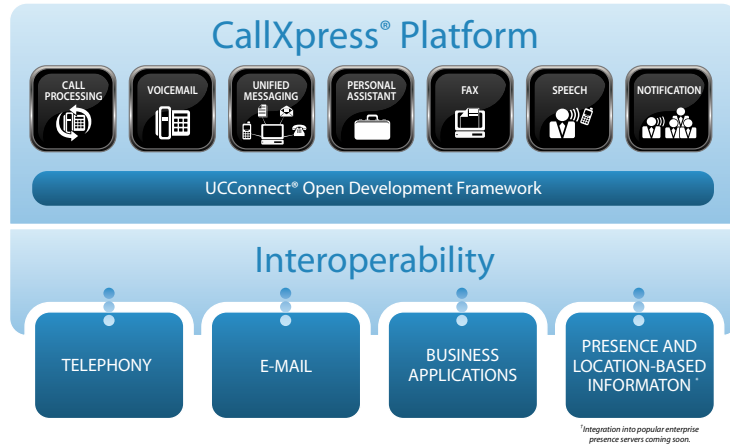 CallXpress® Platform
CALL
PROCESSING
VOICEMAIL
UNIFIED
MESSAGING
PERSONAL
ASSISTANT
FAX
SPEECH
NOTIFICATION
UCConnect® Open Development Framework
Interoperability
TELEPHONY
E-MAIL
BUSINESS
APPLICATIONS
PRESENCE AND
LOCATION-BASED
INFORMATON †
†Integration into popular enterprise
presence servers coming soon.